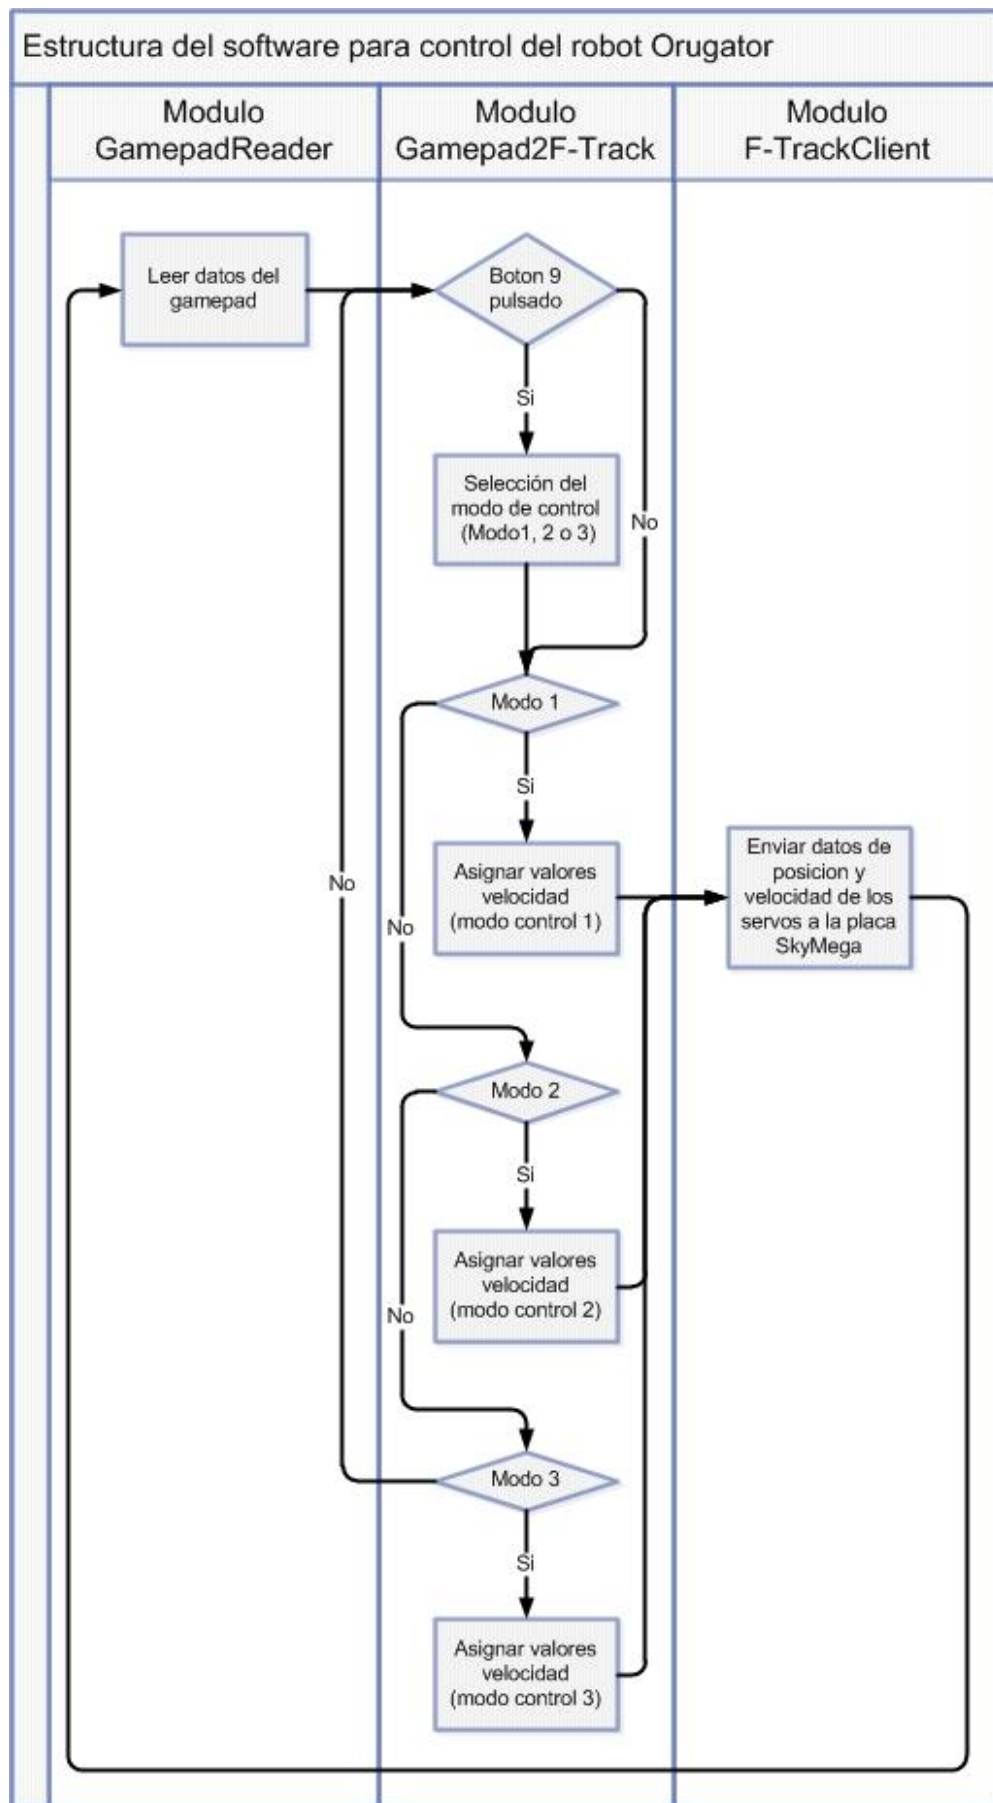 Estructura del software para control del robot Orugator
Modulo
GamepadReader
Modulo
Gamepad2F-Track
Modulo
F-TrackClient
Leer datos del
gamepad
Boton 9
pulsado
Si
No
Selección del
modo de control
(Modo1, 2 o 3)
Modo 1
Si
No
Asignar valores
velocidad
(modo control 1)
Enviar datos de
posicion y
velocidad de los
servos a la placa
SkyMega
No
Modo 2
Si
No
Asignar valores
velocidad
(modo control 2)
Modo 3
Si
Asignar valores
velocidad
(modo control 3)